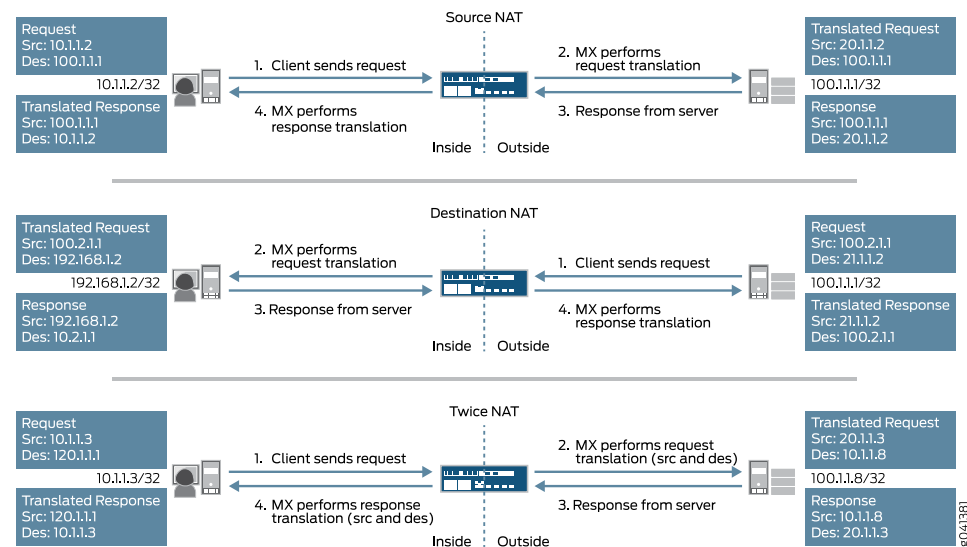 Source NAT
Request
Src: 10.1.1.2
Des: 100.1.1.1
10.1.1.2/32
Translated Response
Src: 100.1.1.1
Des: 10.1.1.2
1. Client sends request
4. MX performs
response translation
2. MX performs
request translation
3. Response from server
Inside
Outside
Translated Request
Src: 20.1.1.2
Des: 100.1.1.1
100.1.1.1/32
Response
Src: 100.1.1.1
Des: 20.1.1.2
Destination NAT
Translated Request
Src: 100.2.1.1
Des: 192.168.1.2
192.168.1.2/32
Response
Src: 192.168.1.2
Des: 10.2.1.1
2. MX performs
request translation
3. Response from server
1. Client sends request
4. MX performs
response translation
Inside
Outside
Request
Src: 100.2.1.1
Des: 21.1.1.2
100.1.1.1/32
Translated Response
Src: 21.1.1.2
Des: 100.2.1.1
Twice NAT
Request
Src: 10.1.1.3
Des: 120.1.1.1
10.1.1.3/32
Translated Response
Src: 120.1.1.1
Des: 10.1.1.3
1. Client sends request
4. MX performs response
translation (src and des)
2. MX performs request
translation (src and des)
3. Response from server
Inside
Outside
Translated Request
Src: 20.1.1.3
Des: 10.1.1.8
100.1.1.8/32
Response
Src: 10.1.1.8
Des: 20.1.1.3
g041381